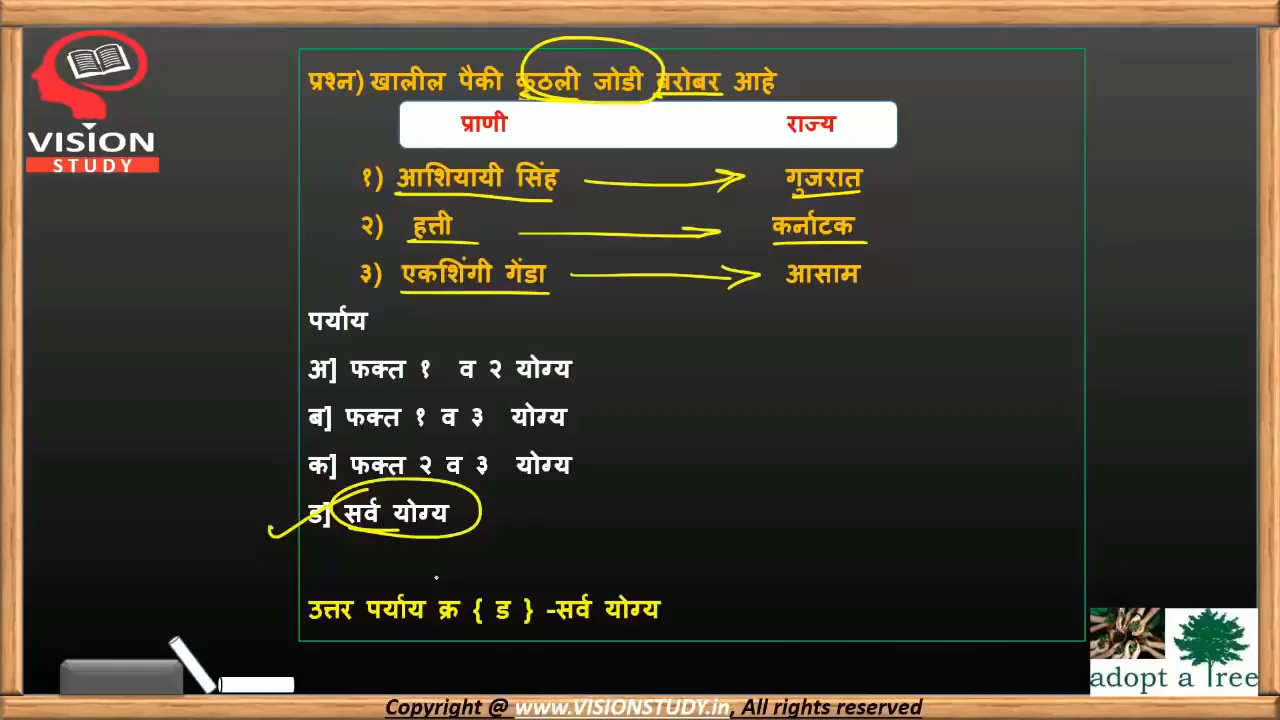 VISION
STUDY
प्रश्न) खालील पैकी कुठली जोडी बरोबर आहे
प्राणी राज्य
१) आशियायी सिंह गुजरात
२) हत्ती कर्नाटक
३) एकशिंगी गेंडा आसाम
पर्याय
अ] फक्त १ व २ योग्य
ब] फक्त १ व ३ योग्य
क] फक्त २ व ३ योग्य
ड] सर्व योग्य
उत्तर पर्याय क्र { ड } -सर्व योग्य
adopt a Tree
Copyright @ www.VISIONSTUDY.in, All rights reserved